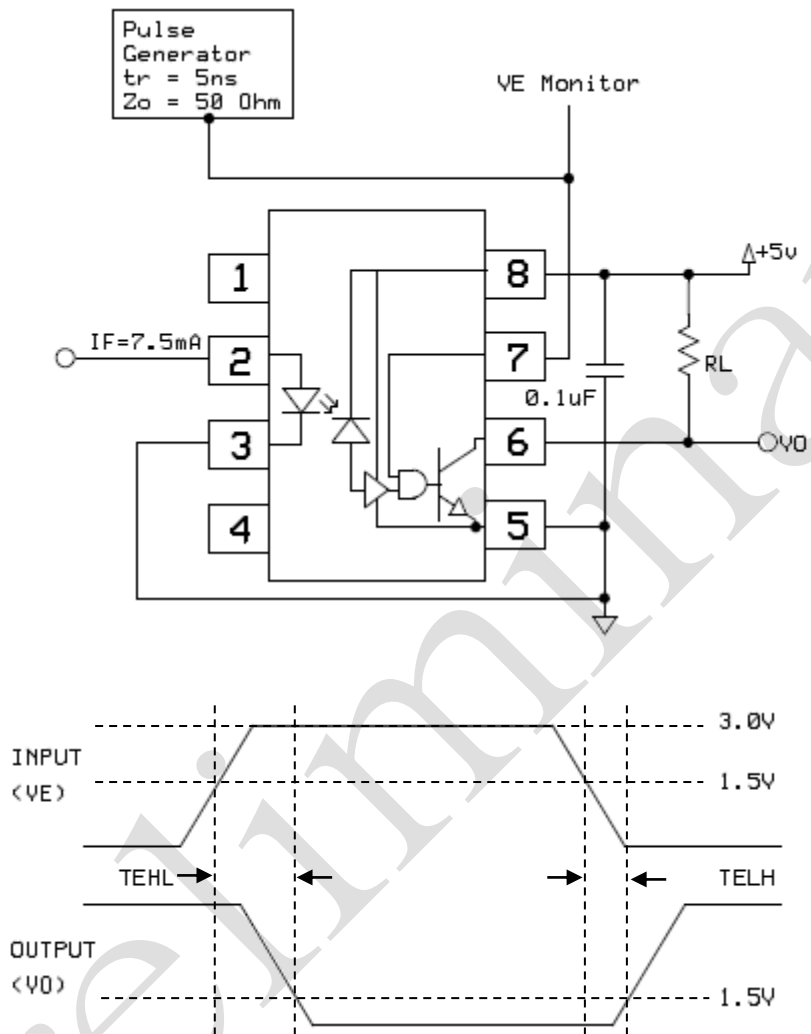 Pulse
Generator
tr = 5ns
Zo = 50 Ohm
VE Monitor
1
8
+5v
IF=7.5mA
2
7
RL
0.1uF
3
6
VO
4
5
3.0V
INPUT
(VE)
1.5V
TEHL
TELH
OUTPUT
(VO)
1.5V
elimina